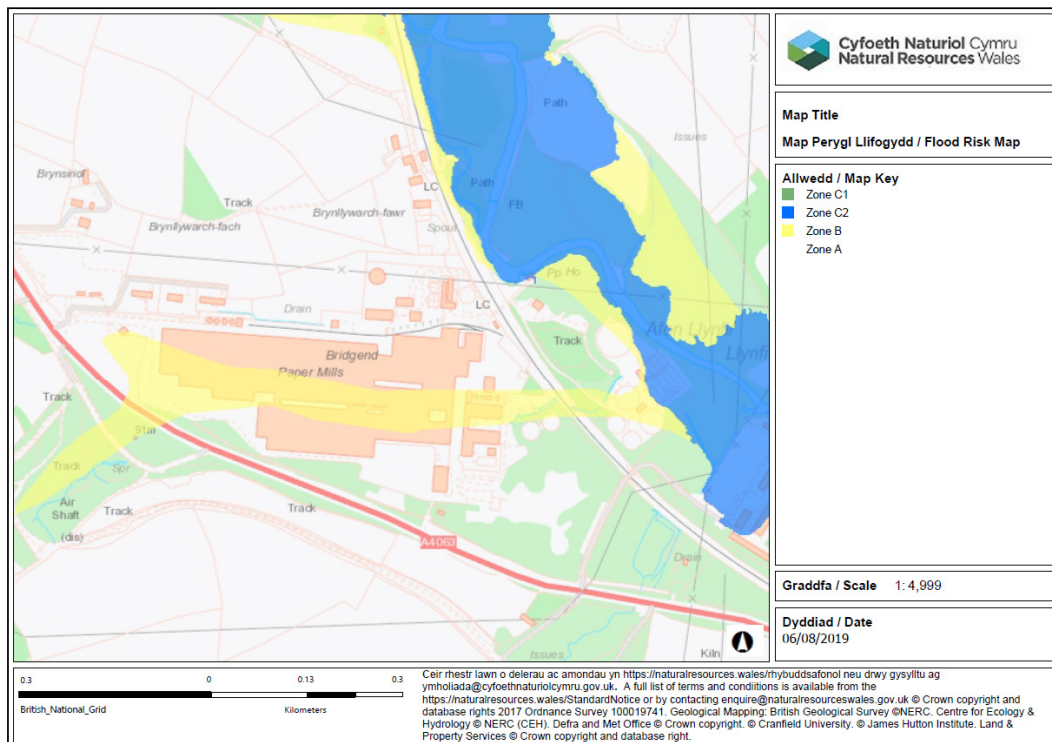 Path
Issues
Brynsinol
LC
Track
Path
FB
Brynllywarch-fach
Brynllywarch-fawr
Spout
Pp Ho
Drain
LC
Afon Llynfi
Llynfi
Track
Bridgend
Paper Mills
Track
91m
Track
Spr
Air
Shaft
(dis)
Track
Track
A4063
Drain
Issues
Kiln
Cyfoeth Naturiol Cymru
Natural Resources Wales
Map Title
Map Perygl Llifogydd / Flood Risk Map
Allwedd / Map Key
Zone C1
Zone C2
Zone B
Zone A
Graddfa / Scale 1: 4,999
Dyddiad / Date
06/08/2019
0.3 0 0.13 0.3
British_National_Grid Kilometers
Ceir rhestr lawn o delerau ac amondau yn https://naturalresources.wales/rhybuddsafonol neu drwy gysylltu ag
ymholiada@cyfoethnaturiolcymru.gov.uk. A full list of terms and condiitions is available from the
https://naturalresources.wales/StandardNotice or by contacting enquire@naturalresourceswales.gov.uk © Crown copyright and
database rights 2017 Ordnance Survey 100019741. Geological Mapping: British Geological Survey ©NERC. Centre for Ecology &
Hydrology © NERC (CEH). Defra and Met Office © Crown copyright. © Cranfield University. © James Hutton Institute. Land &
Property Services © Crown copyright and database right.